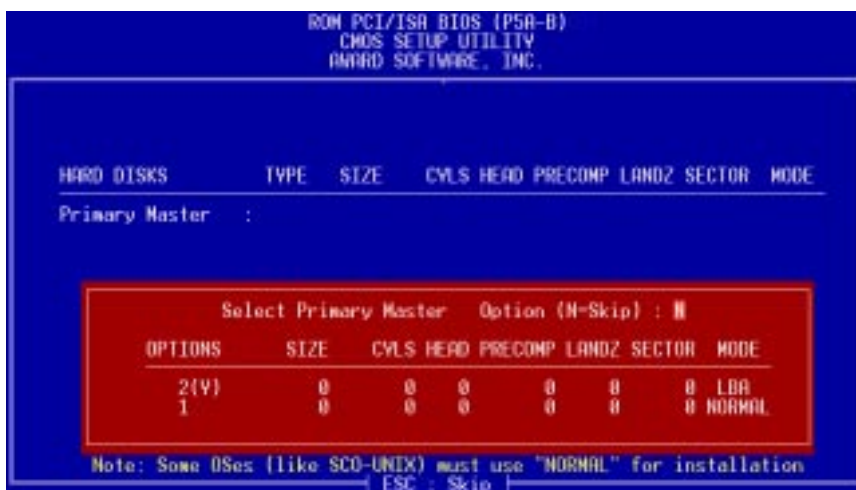 ROM PCI/ISA BIOS (P5A-B)
CMOS SETUP UTILITY
AWARD SOFTWARE, INC.
HARD DISKS TYPE SIZE CYLS HEAD PRECOMP LANDZ SECTOR MODE
Primary Master :
Select Primary Master Option (N=Skip) : N
OPTIONS SIZE CYLS HEAD PRECOMP LANDZ SECTOR MODE
2(Y) 0 0 0 0 0 0 LBA
1 0 0 0 0 0 0 NORMAL
Note: Some OSes (like SCO-UNIX) must use "NORMAL" for installation
ESC : Skip